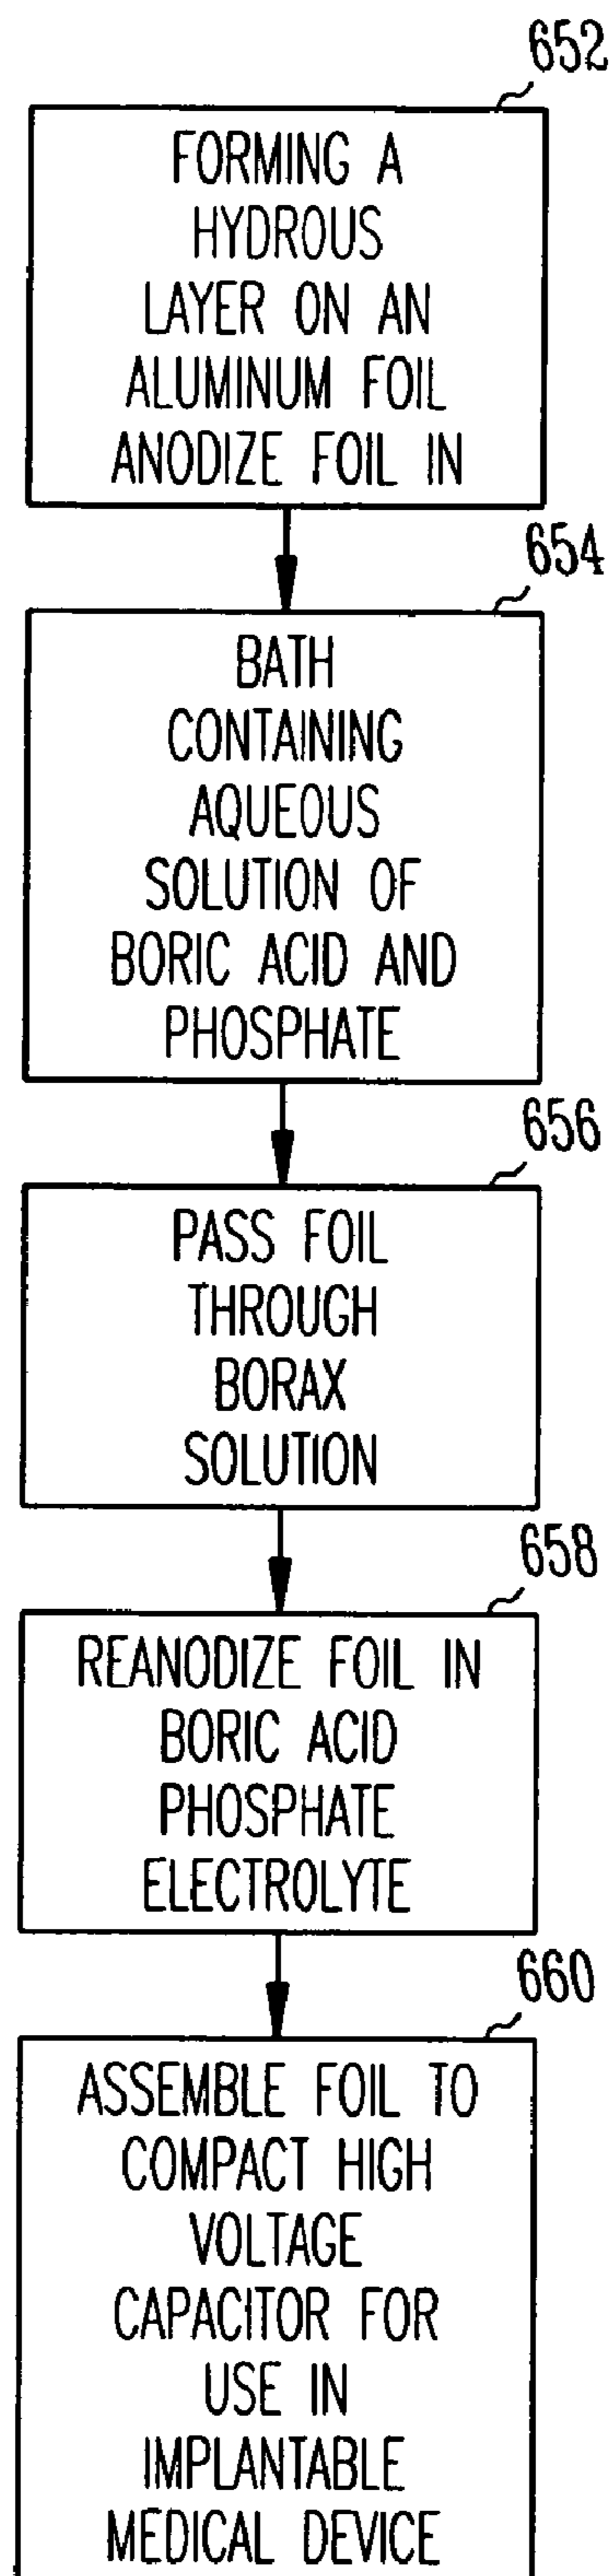 652
FORMING A
HYDROUS
LAYER ON AN
ALUMINUM FOIL
ANODIZE FOIL IN
654
BATH
CONTAINING
AQUEOUS
SOLUTION OF
BORIC ACID AND
PHOSPHATE
656
PASS FOIL
THROUGH
BORAX
SOLUTION
658
REANODIZE FOIL IN
BORIC ACID
PHOSPHATE
ELECTROLYTE
660
ASSEMBLE FOIL TO
COMPACT HIGH
VOLTAGE
CAPACITOR FOR
USE IN
IMPLANTABLE
MEDICAL DEVICE